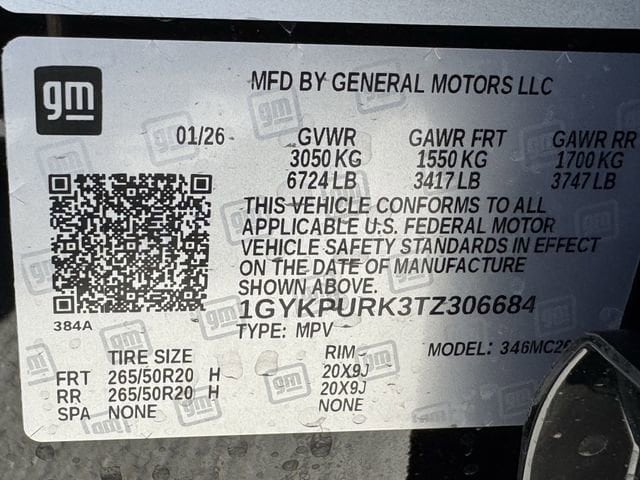 gm
MFD BY GENERAL MOTORS LLC
01/26 GVWR GAWR FRT GAWR RR
3050 KG 1550 KG 1700 KG
6724 LB 3417 LB 3747 LB
THIS VEHICLE CONFORMS TO ALL
APPLICABLE U.S. FEDERAL MOTOR
VEHICLE SAFETY STANDARDS IN EFFECT
ON THE DATE OF MANUFACTURE
SHOWN ABOVE.
384A
1GYKPURK3TZ306684
TYPE: MPV
MODEL: 346MC
TIRE SIZE RIM
FRT 265/50R20 H 20X9J
RR 265/50R20 H 20X9J
SPA NONE NONE